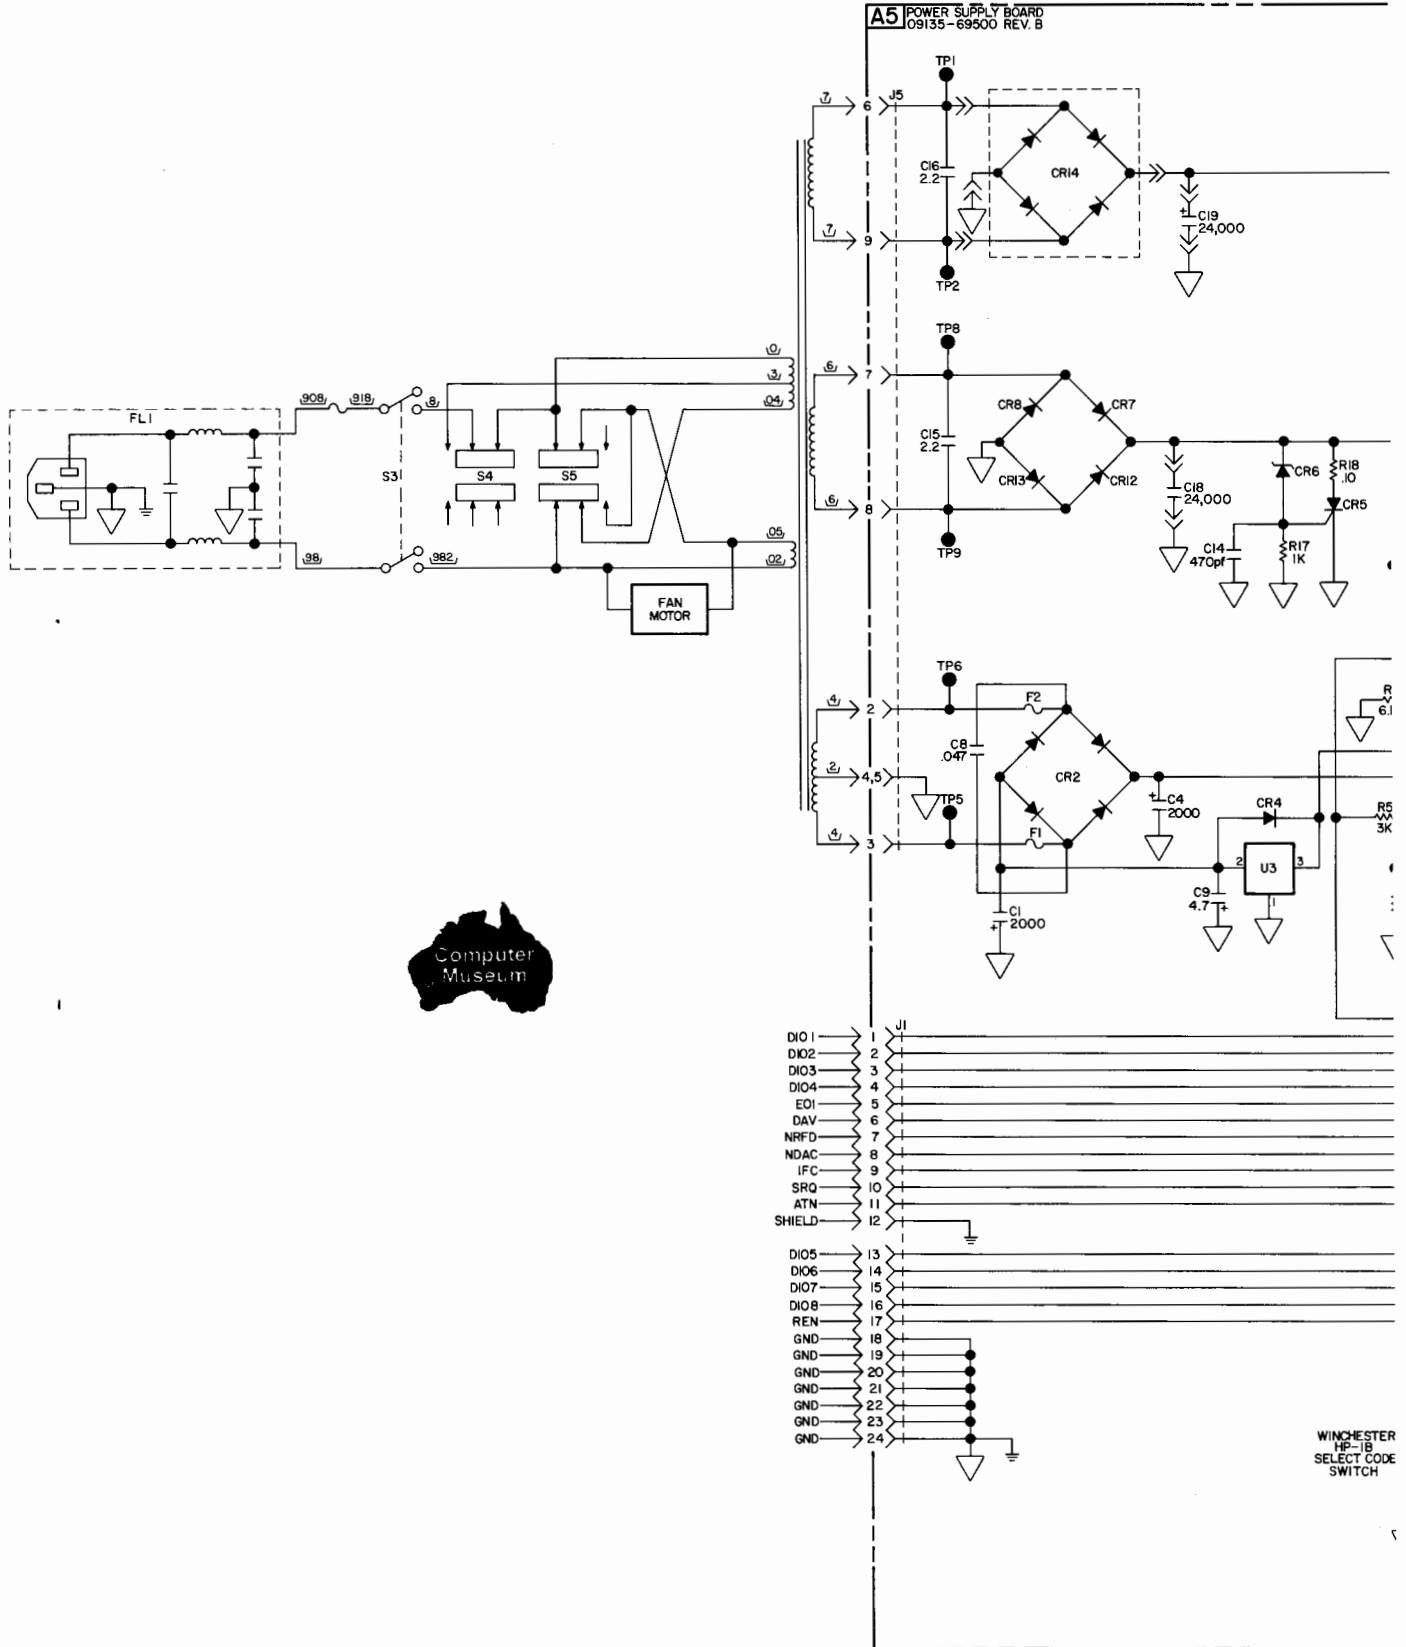 A5 POWER SUPPLY BOARD
09135-69500 REV. B
TP1
7 6 J5
C16
2.2
CR14
C19
24,000
+
7 9
TP2
TP8
6 7
CR8 CR7
C15
2.2
CR13 CR12
C18
24,000
CR6
R18
.10
CR5
C14
470pf
R17
1K
6 8
TP9
0
3
04
908 918 8
FL1
S3
S4 S5
98 982
05
02
FAN
MOTOR
TP6
4 2
F2
C8
.047
CR2
2 4,5
TP5
+ C4
2000
CR4
4 3
F1
2 U3 3
1
C9
4.7 +
C1
+ 2000
R5
3K
Computer
Museum
J1
DIO1 1
DIO2 2
DIO3 3
DIO4 4
EO1 5
DAV 6
NRFD 7
NDAC 8
IFC 9
SRQ 10
ATN 11
SHIELD 12
DIO5 13
DIO6 14
DIO7 15
DIO8 16
REN 17
GND 18
GND 19
GND 20
GND 21
GND 22
GND 23
GND 24
WINCHESTER
HP-IB
SELECT CODE
SWITCH